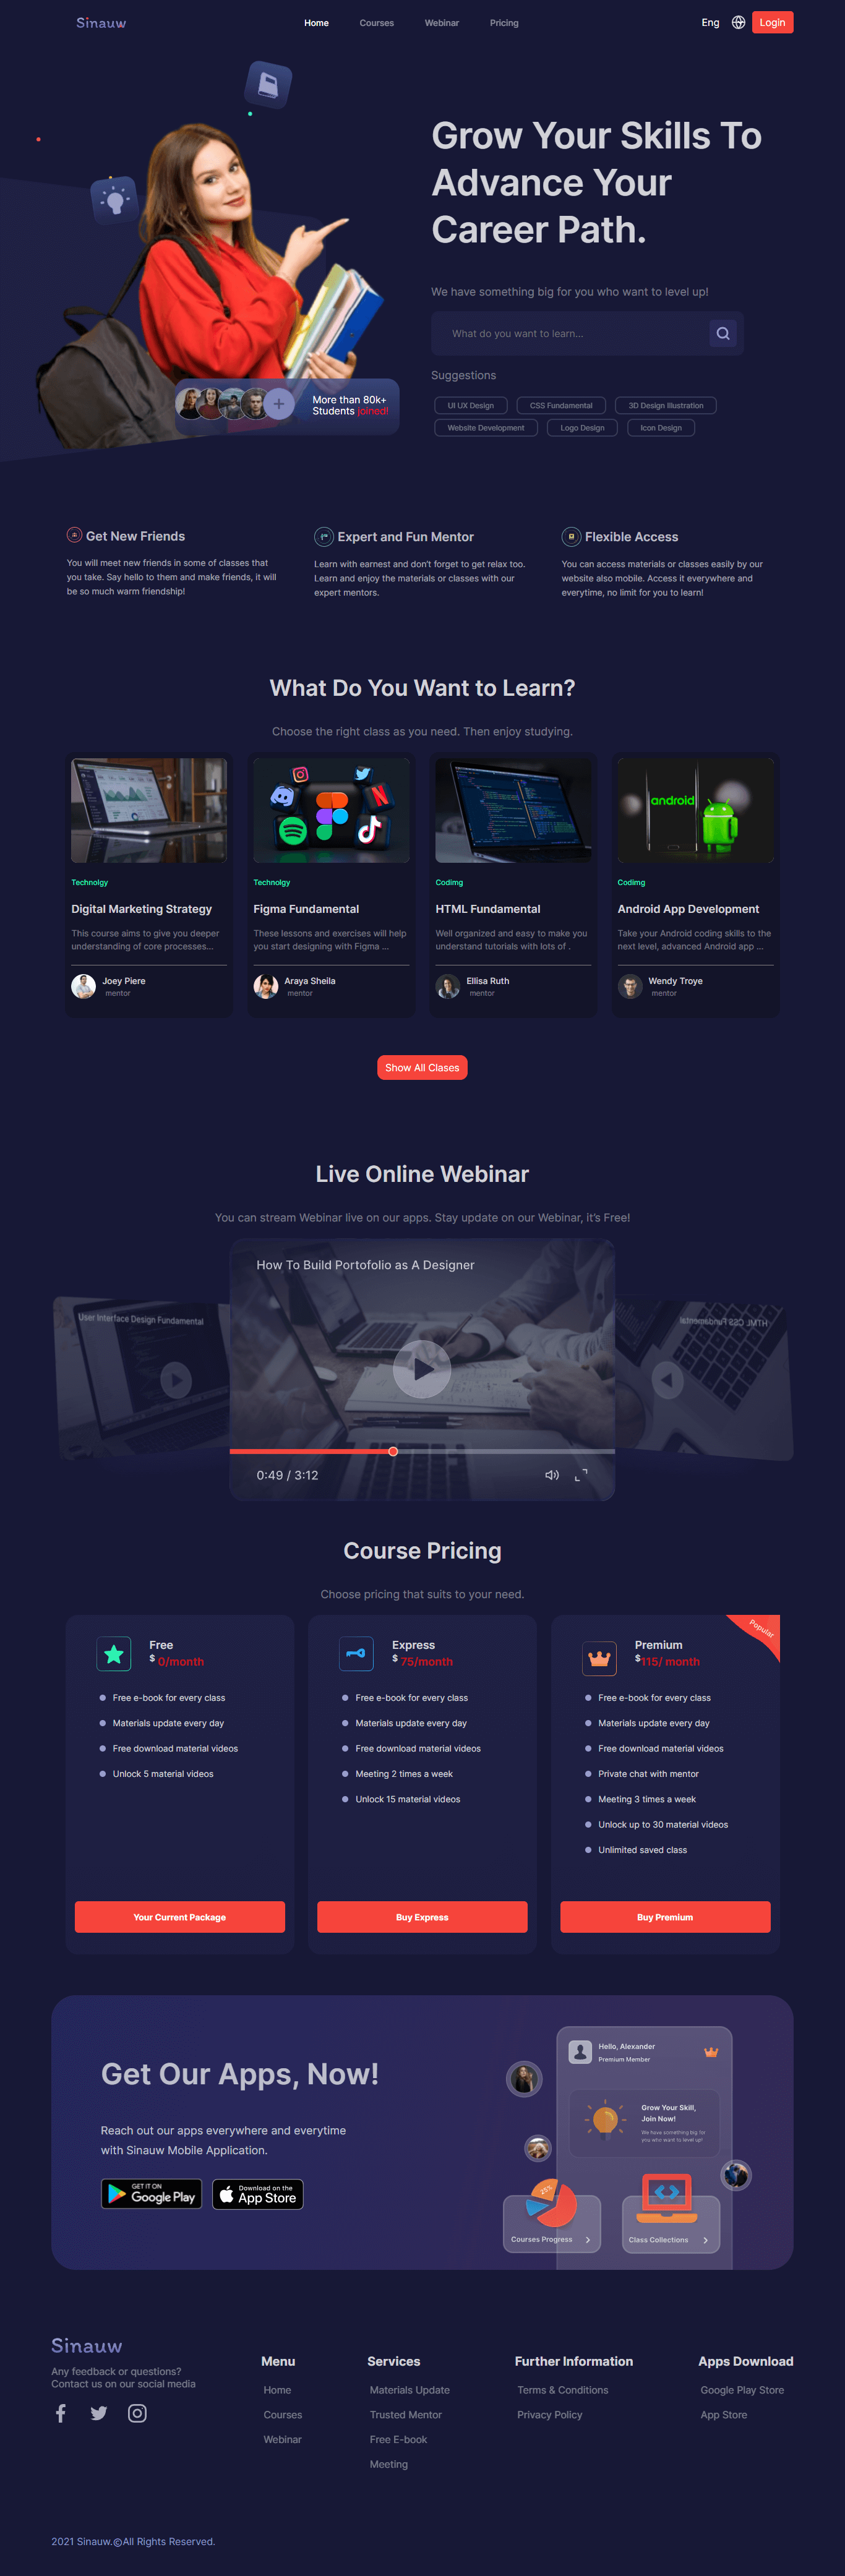 Sinauw
Home
Courses
Webinar
Pricing
Eng
Login
Grow Your Skills To
Advance Your
Career Path.
We have something big for you who want to level up!
What do you want to learn...
Suggestions
UI UX Design
CSS Fundamental
3D Design Illustration
Website Development
Logo Design
Icon Design
More than 80k+
Students joined!
Get New Friends
You will meet new friends in some of classes that
you take. Say hello to them and make friends, it will
be so much warm friendship!
Expert and Fun Mentor
Learn with earnest and don't forget to get relax too.
Learn and enjoy the materials or classes with our
expert mentors.
Flexible Access
You can access materials or classes easily by our
website also mobile. Access it everywhere and
everytime, no limit for you to learn!
What Do You Want to Learn?
Choose the right class as you need. Then enjoy studying.
Technolgy
Digital Marketing Strategy
This course aims to give you deeper
understanding of core processes...
Joey Piere
mentor
Technolgy
Figma Fundamental
These lessons and exercises will help
you start designing with Figma ...
Araya Sheila
mentor
Codimg
HTML Fundamental
Well organized and easy to make you
understand tutorials with lots of .
Ellisa Ruth
mentor
android
Codimg
Android App Development
Take your Android coding skills to the
next level, advanced Android app ...
Wendy Troye
mentor
Show All Clases
Live Online Webinar
You can stream Webinar live on our apps. Stay update on our Webinar, it's Free!
User Interface Design Fundamental
How To Build Portofolio as A Designer
0:49 / 3:12
HTML CSS Fundamental
Course Pricing
Choose pricing that suits to your need.
Free
$ 0/month
Free e-book for every class
Materials update every day
Free download material videos
Unlock 5 material videos
Your Current Package
Express
$ 75/month
Free e-book for every class
Materials update every day
Free download material videos
Meeting 2 times a week
Unlock 15 material videos
Buy Express
Popular
Premium
$115/ month
Free e-book for every class
Materials update every day
Free download material videos
Private chat with mentor
Meeting 3 times a week
Unlock up to 30 material videos
Unlimited saved class
Buy Premium
Get Our Apps, Now!
Reach out our apps everywhere and everytime
with Sinauw Mobile Application.
GET IT ON
Google Play
Download on the
App Store
Hello, Alexander
Premium Member
Grow Your Skill,
Join Now!
We have something big for
you who want to level up!
25%
Courses Progress
Class Collections
Sinauw
Any feedback or questions?
Contact us on our social media
Menu
Home
Courses
Webinar
Services
Materials Update
Trusted Mentor
Free E-book
Meeting
Further Information
Terms & Conditions
Privacy Policy
Apps Download
Google Play Store
App Store
2021 Sinauw.©All Rights Reserved.